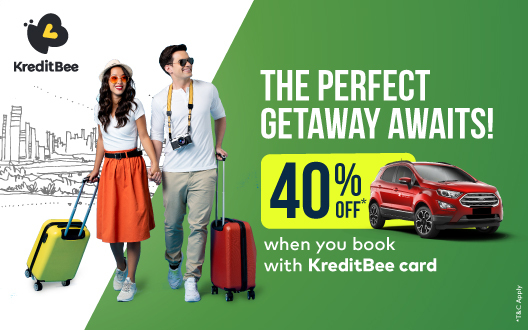 KreditBee
THE PERFECT
GETAWAY AWAITS!
40% OFF*
when you book
with KreditBee card
*T&C Apply